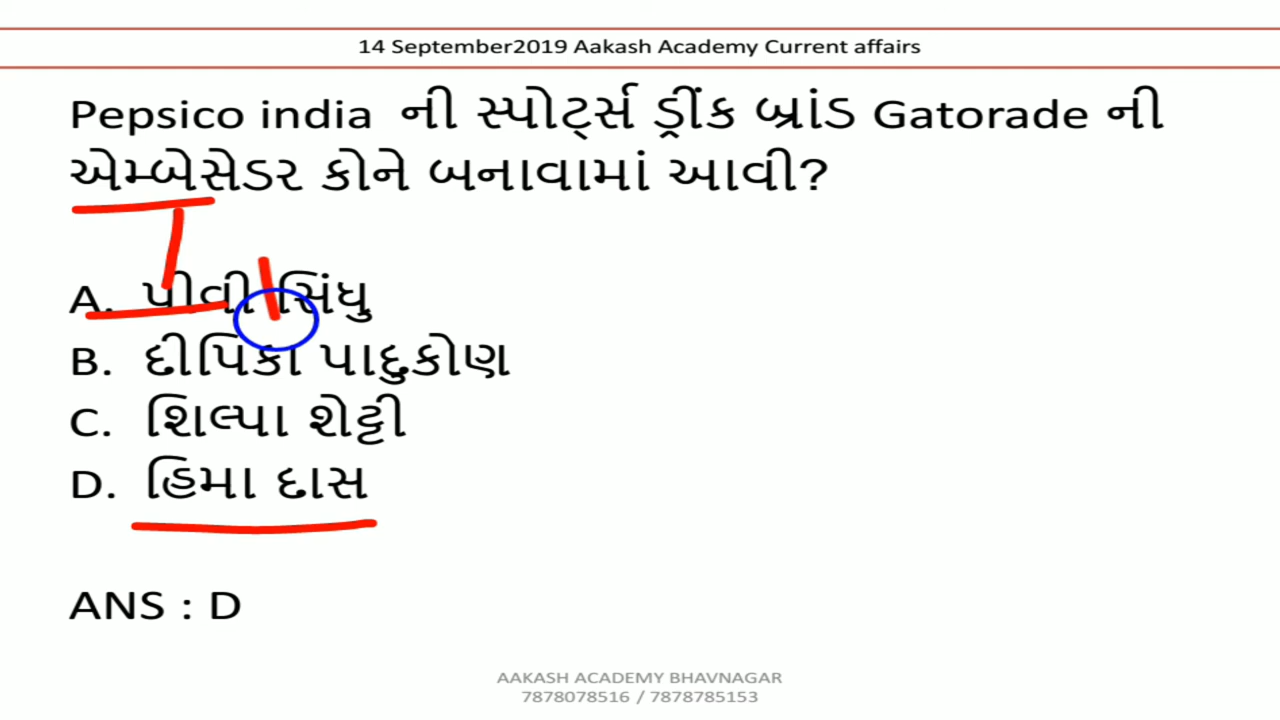 14 September2019 Aakash Academy Current affairs
Pepsico india ની સ્પોર્ટ્સ ડ્રીંક બ્રાંડ Gatorade ની
એમ્બેસેડર કોને બનાવામાં આવી?
A. પીવી સિંધુ
B. દીપિકા પાદુકોણ
C. શિલ્પા શેટ્ટી
D. હિમા દાસ
ANS : D
AAKASH ACADEMY BHAVNAGAR
7878078516 / 7878785153